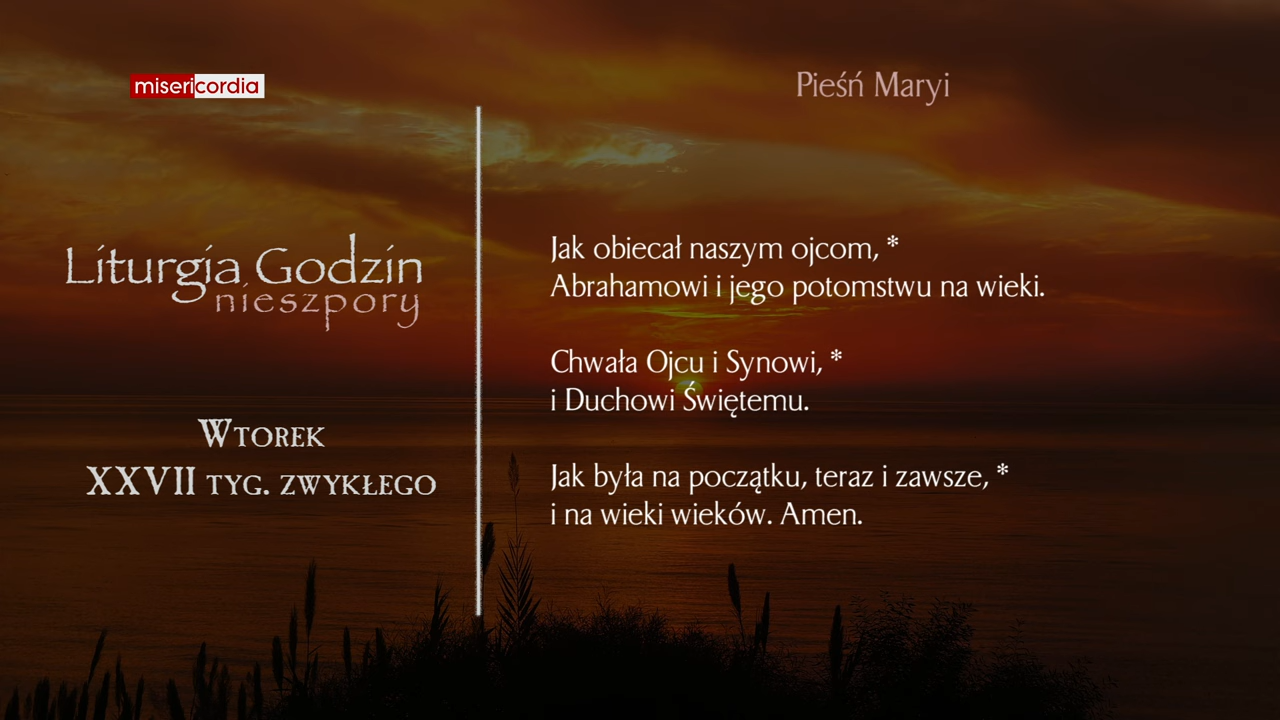 misericordia
Pieśń Maryi
Liturgia Godzin
nieszpory
Wtorek
XXVII tyg. zwykłego
Jak obiecał naszym ojcom, *
Abrahamowi i jego potomstwu na wieki.
Chwała Ojcu i Synowi, *
i Duchowi Świętemu.
Jak była na początku, teraz i zawsze, *
i na wieki wieków. Amen.